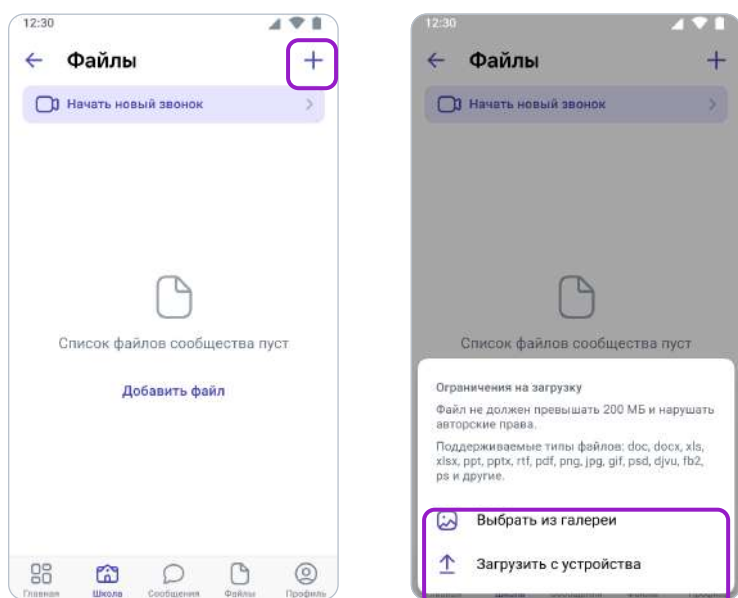 12:30
Файлы
Начать новый звонок
Список файлов сообщества пуст
Добавить файл
Главная
Школа
Сообщения
Файлы
Профиль
12:30
Файлы
Начать новый звонок
Список файлов сообщества пуст
Ограничения на загрузку
Файл не должен превышать 200 МБ и нарушать
авторские права.
Поддерживаемые типы файлов: doc, docx, xls,
xlsx, ppt, pptx, rtf, pdf, png, jpg, gif, psd, djvu, fb2,
ps и другие.
Выбрать из галереи
Загрузить с устройства